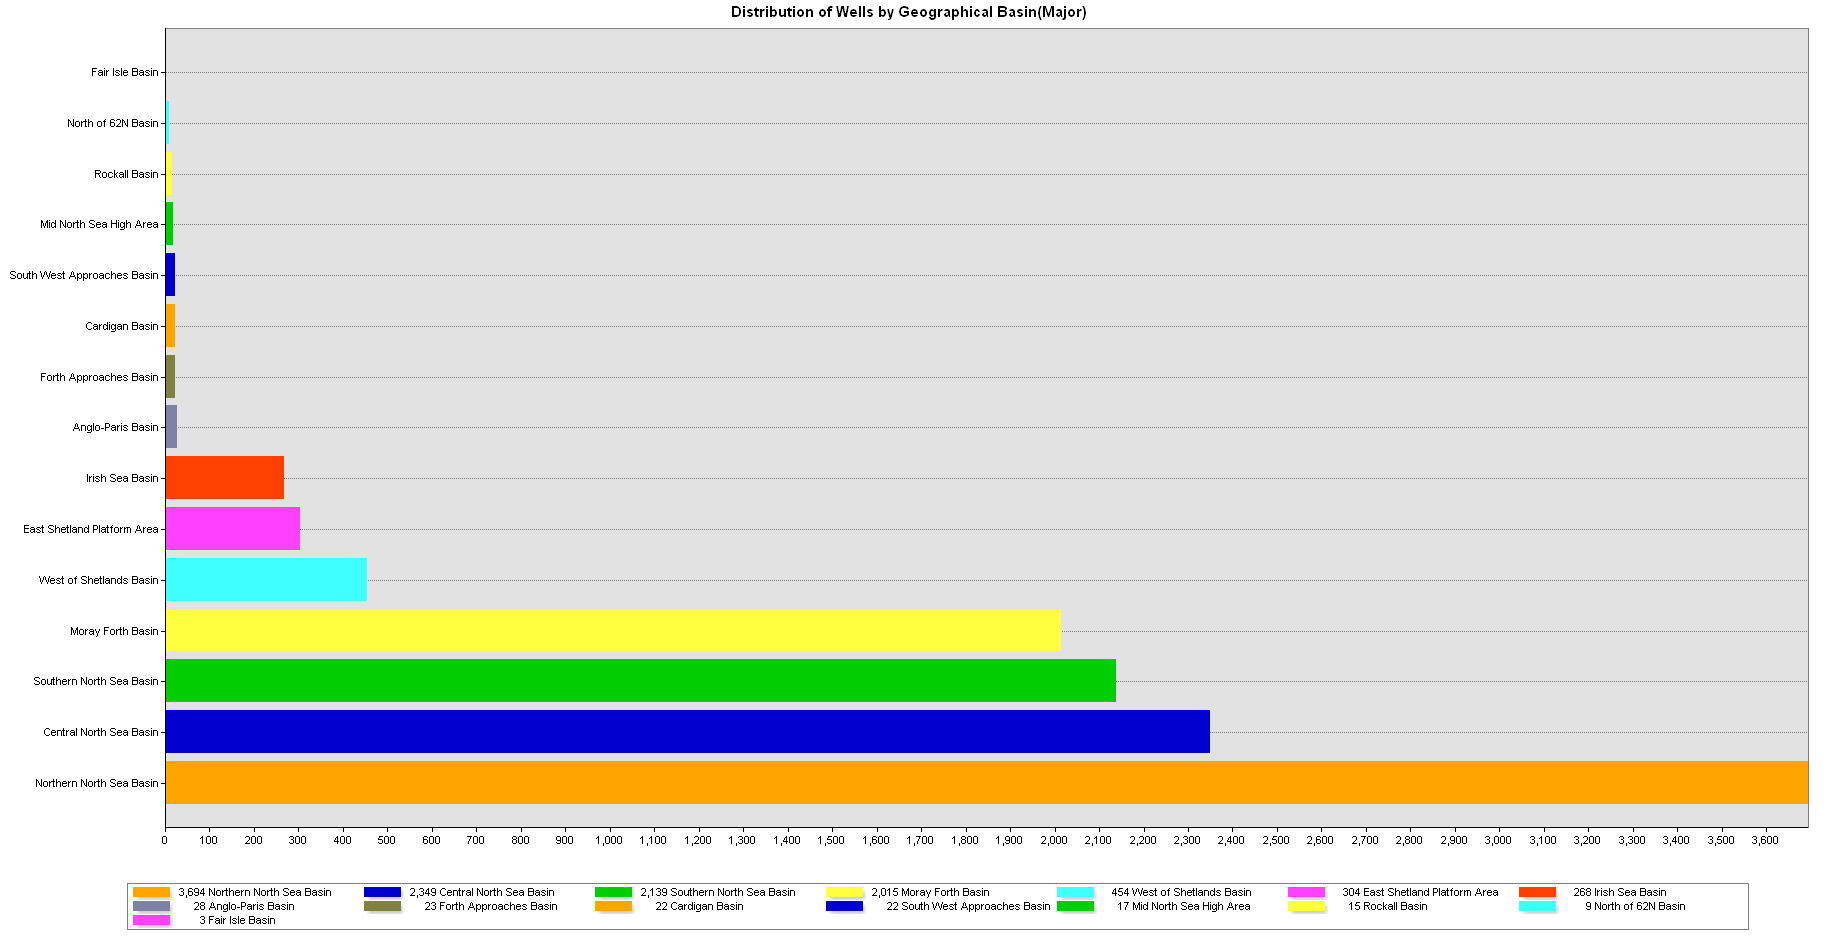 Distribution of Wells by Geographical Basin(Major)
Fair Isle Basin
North of 62N Basin
Rockall Basin
Mid North Sea High Area
South West Approaches Basin
Cardigan Basin
Forth Approaches Basin
Anglo-Paris Basin
Irish Sea Basin
East Shetland Platform Area
West of Shetlands Basin
Moray Forth Basin
Southern North Sea Basin
Central North Sea Basin
Northern North Sea Basin
0 100 200 300 400 500 600 700 800 900 1,000 1,100 1,200 1,300 1,400 1,500 1,600 1,700 1,800 1,900 2,000 2,100 2,200 2,300 2,400 2,500 2,600 2,700 2,800 2,900 3,000 3,100 3,200 3,300 3,400 3,500 3,600
3,694 Northern North Sea Basin 2,349 Central North Sea Basin 2,139 Southern North Sea Basin 2,015 Moray Forth Basin 454 West of Shetlands Basin 304 East Shetland Platform Area 268 Irish Sea Basin
28 Anglo-Paris Basin 23 Forth Approaches Basin 22 Cardigan Basin 22 South West Approaches Basin 17 Mid North Sea High Area 15 Rockall Basin 9 North of 62N Basin
3 Fair Isle Basin